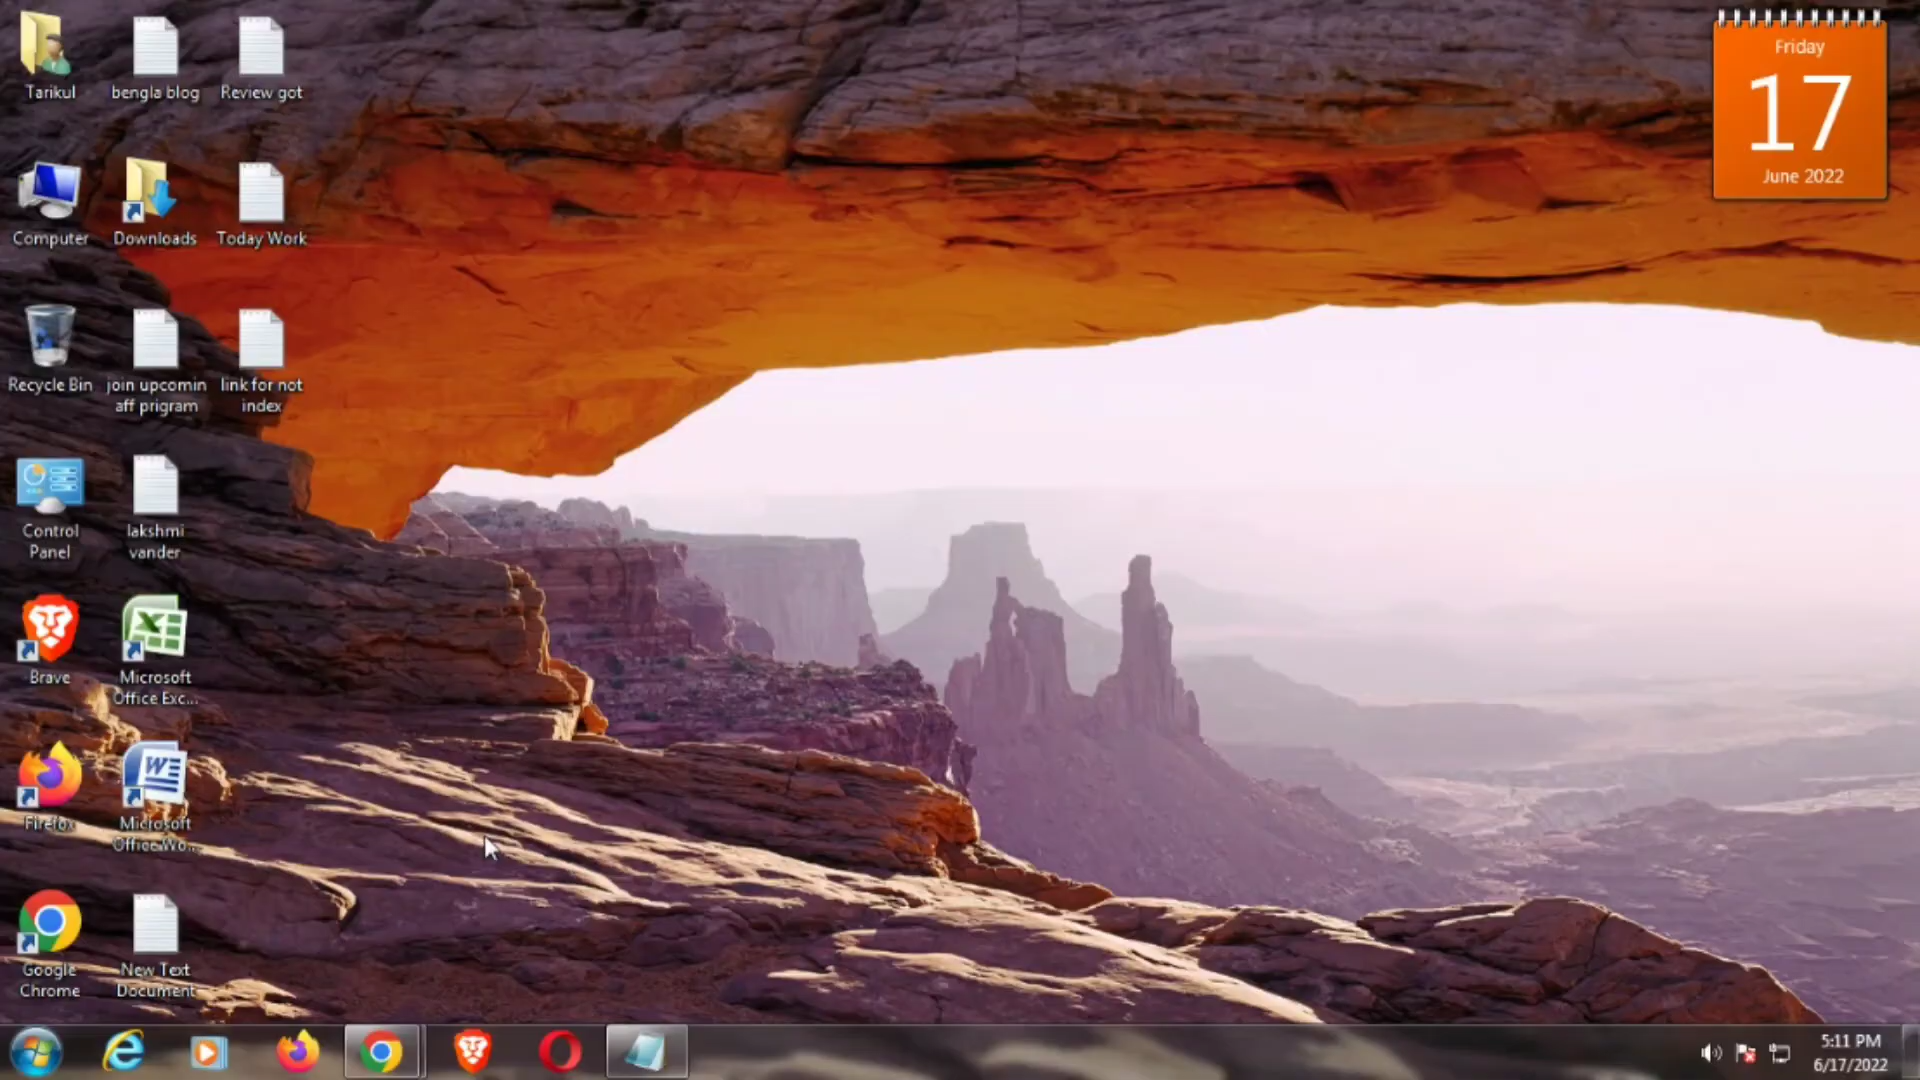 Tarikul
bengla blog
Review got
Friday
17
June 2022
Computer
Downloads
Today Work
Recycle Bin
join upcomin
aff prigram
link for not
index
Control
Panel
lakshmi
vander
Brave
Microsoft
Office Exc...
Firefox
Microsoft
Office Wo...
Google
Chrome
New Text
Document
5:11 PM
6/17/2022